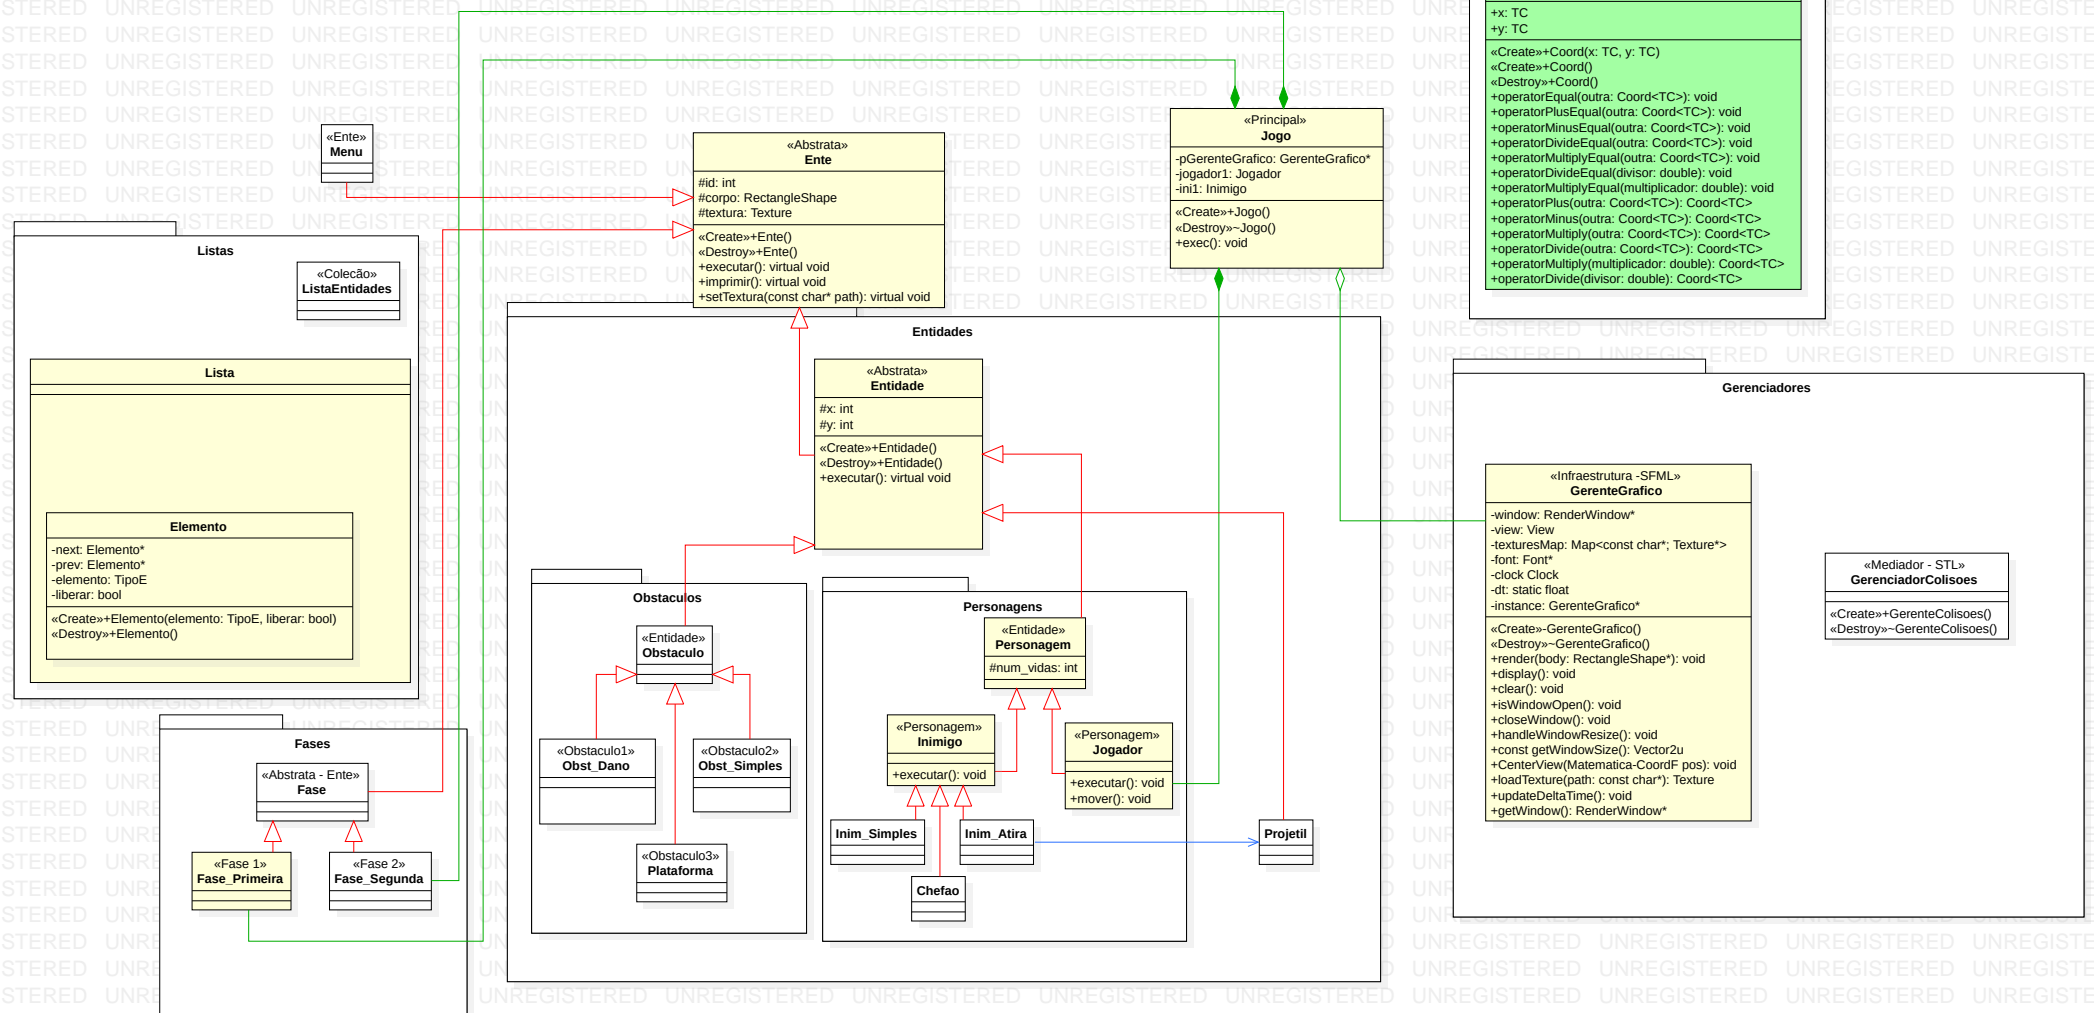 «Ente»
Menu
«Abstrata»
Ente
#id: int
#corpo: RectangleShape
#textura: Texture
«Create»+Ente()
«Destroy»+Ente()
+executar(): virtual void
+imprimir(): virtual void
+setTextura(const char* path): virtual void
«Principal»
Jogo
-pGerenteGrafico: GerenteGrafico*
-jogador1: Jogador
-ini1: Inimigo
«Create»+Jogo()
«Destroy»~Jogo()
+exec(): void
+x: TC
+y: TC
«Create»+Coord(x: TC, y: TC)
«Create»+Coord()
«Destroy»+Coord()
+operatorEqual(outra: Coord<TC>): void
+operatorPlusEqual(outra: Coord<TC>): void
+operatorMinusEqual(outra: Coord<TC>): void
+operatorDivideEqual(outra: Coord<TC>): void
+operatorMultiplyEqual(outra: Coord<TC>): void
+operatorDivideEqual(divisor: double): void
+operatorMultiplyEqual(multiplicador: double): void
+operatorPlus(outra: Coord<TC>): Coord<TC>
+operatorMinus(outra: Coord<TC>): Coord<TC>
+operatorMultiply(outra: Coord<TC>): Coord<TC>
+operatorDivide(outra: Coord<TC>): Coord<TC>
+operatorMultiply(multiplicador: double): Coord<TC>
+operatorDivide(divisor: double): Coord<TC>
Listas
«Colecão»
ListaEntidades
Lista
Elemento
-next: Elemento*
-prev: Elemento*
-elemento: TipoE
-liberar: bool
«Create»+Elemento(elemento: TipoE, liberar: bool)
«Destroy»+Elemento()
Fases
«Abstrata - Ente»
Fase
«Fase 1»
Fase_Primeira
«Fase 2»
Fase_Segunda
Entidades
«Abstrata»
Entidade
#x: int
#y: int
«Create»+Entidade()
«Destroy»+Entidade()
+executar(): virtual void
Obstaculos
«Entidade»
Obstaculo
«Obstaculo1»
Obst_Dano
«Obstaculo2»
Obst_Simples
«Obstaculo3»
Plataforma
Personagens
«Entidade»
Personagem
#num_vidas: int
«Personagem»
Inimigo
+executar(): void
«Personagem»
Jogador
+executar(): void
+mover(): void
Inim_Simples
Inim_Atira
Chefao
Projetil
Gerenciadores
«Infraestrutura -SFML»
GerenteGrafico
-window: RenderWindow*
-view: View
-texturesMap: Map<const char*; Texture*>
-font: Font*
-clock Clock
-dt: static float
-instance: GerenteGrafico*
«Create»-GerenteGrafico()
«Destroy»~GerenteGrafico()
+render(body: RectangleShape*): void
+display(): void
+clear(): void
+isWindowOpen(): void
+closeWindow(): void
+handleWindowResize(): void
+const getWindowSize(): Vector2u
+CenterView(Matematica-CoordF pos): void
+loadTexture(path: const char*): Texture
+updateDeltaTime(): void
+getWindow(): RenderWindow*
«Mediador - STL»
GerenciadorColisoes
«Create»+GerenteColisoes()
«Destroy»~GerenteColisoes()
UNREGISTERED